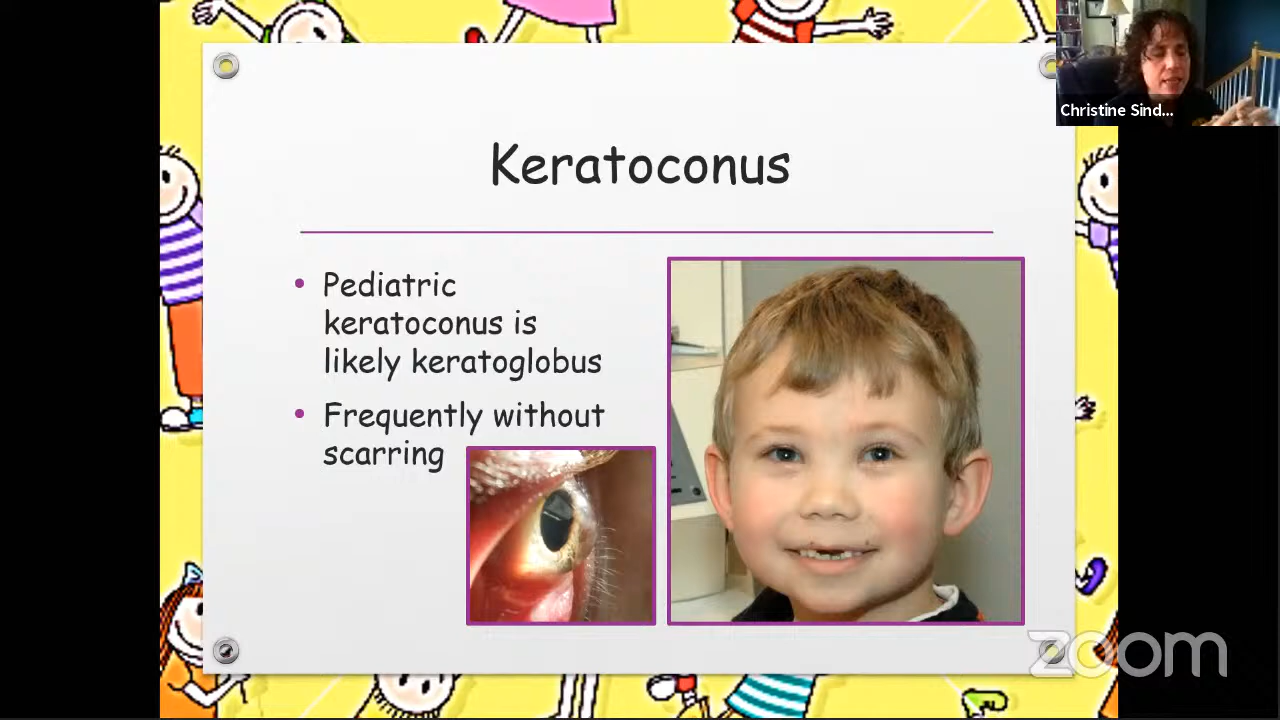 Christine Sind...
Keratoconus
• Pediatric
keratoconus is
likely keratoglobus
• Frequently without
scarring
zoom